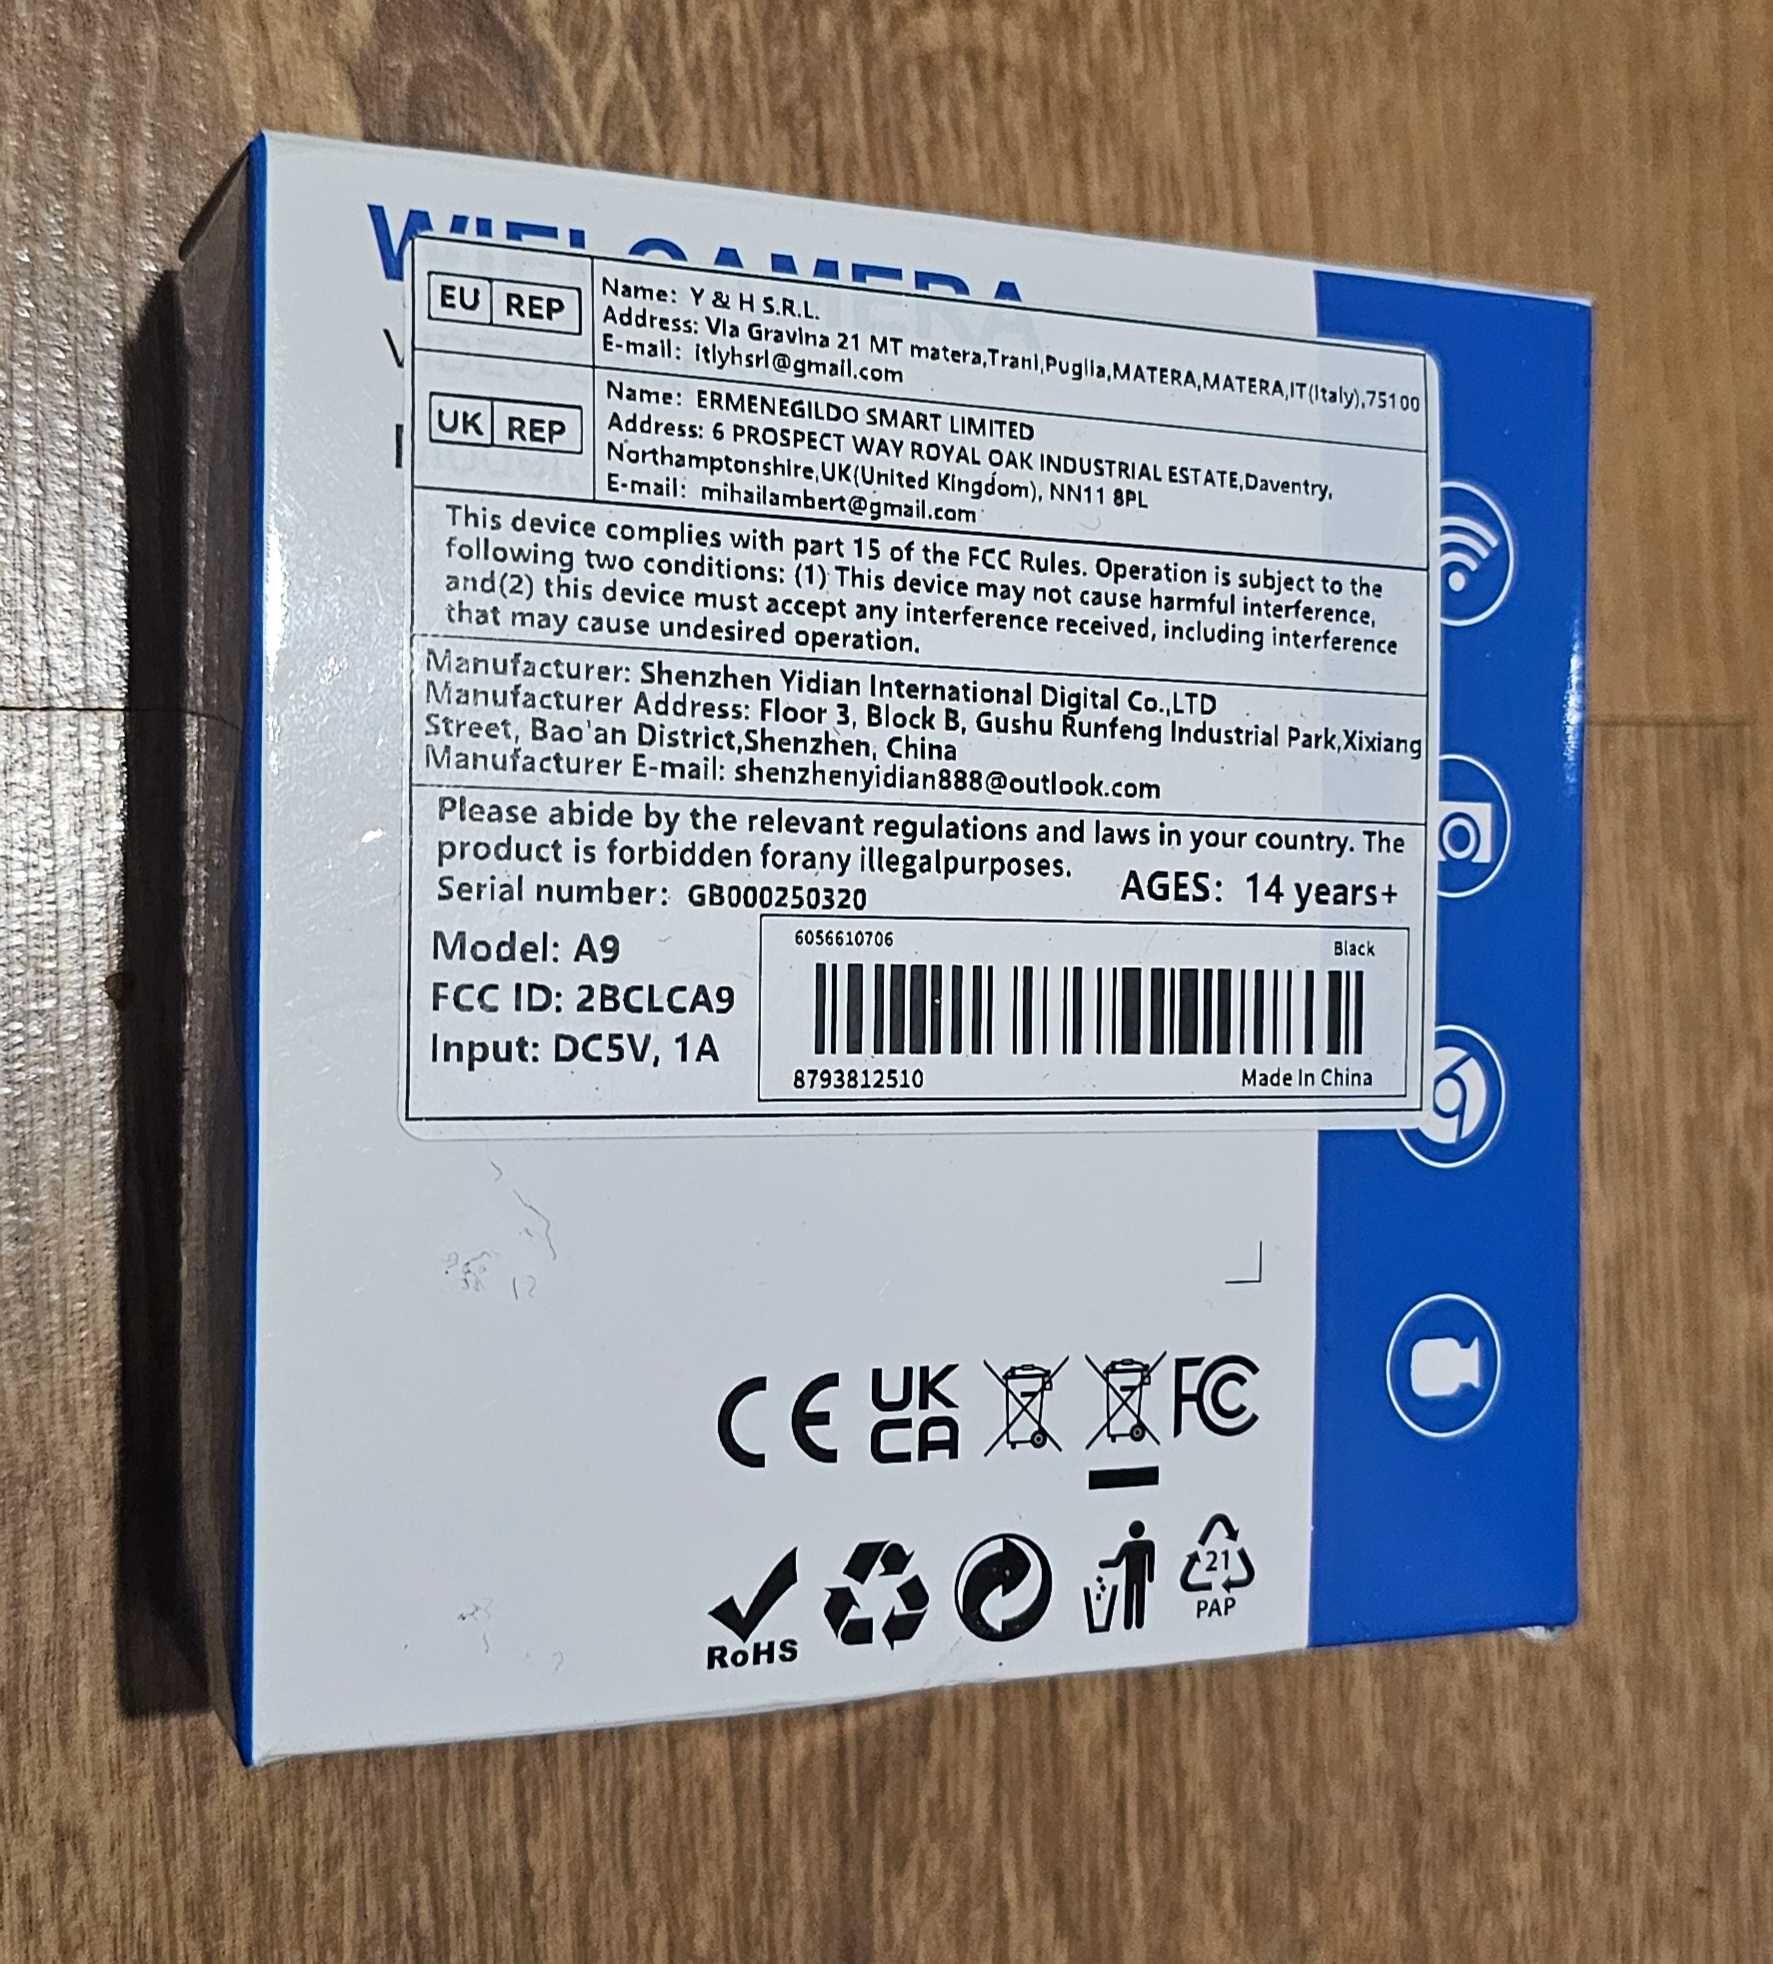 WIFI CAMERA
EU REP
Name: Y & H S.R.L.
Address: VIa Gravina 21 MT matera,TranI,PuglIa,MATERA,MATERA,IT(Italy),75100
E-mail: itlyhsrl@gmail.com
UK REP
Name: ERMENEGILDO SMART LIMITED
Address: 6 PROSPECT WAY ROYAL OAK INDUSTRIAL ESTATE,Daventry,
Northamptonshire,UK(United Kingdom), NN11 8PL
E-mail: mihailambert@gmail.com
This device complies with part 15 of the FCC Rules. Operation is subject to the
following two conditions: (1) This device may not cause harmful interference,
and(2) this device must accept any interference received, including interference
that may cause undesired operation.
Manufacturer: Shenzhen Yidian International Digital Co.,LTD
Manufacturer Address: Floor 3, Block B, Gushu Runfeng Industrial Park,Xixiang
Street, Bao'an District,Shenzhen, China
Manufacturer E-mail: shenzhenyidian888@outlook.com
Please abide by the relevant regulations and laws in your country. The
product is forbidden forany illegalpurposes.
AGES: 14 years+
Serial number: GB000250320
Model: A9
FCC ID: 2BCLCA9
Input: DC5V, 1A
6056610706 Black
8793812510 Made In China
CE UK CA FC
RoHS
21
PAP